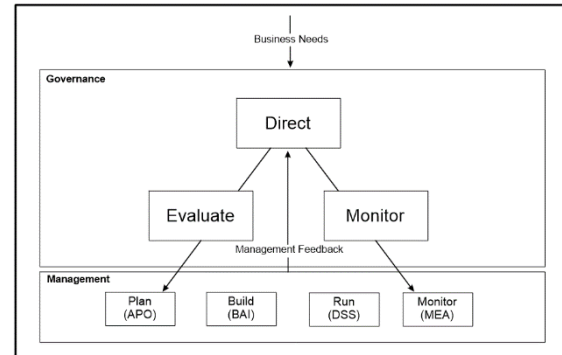 Business Needs
Governance
Direct
Evaluate
Monitor
Management Feedback
Management
Plan
(APO)
Build
(BAI)
Run
(DSS)
Monitor
(MEA)